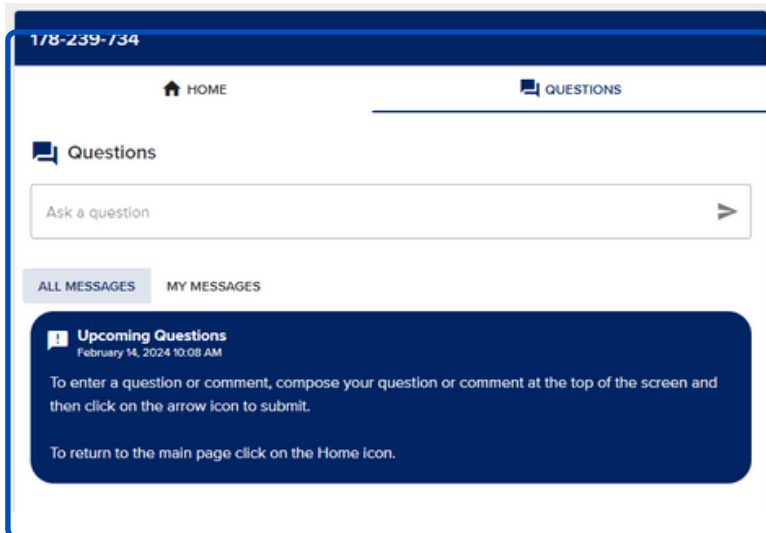 178-239-734
HOME
QUESTIONS
Questions
Ask a question
ALL MESSAGES
MY MESSAGES
Upcoming Questions
February 14, 2024 10:08 AM
To enter a question or comment, compose your question or comment at the top of the screen and
then click on the arrow icon to submit.
To return to the main page click on the Home icon.